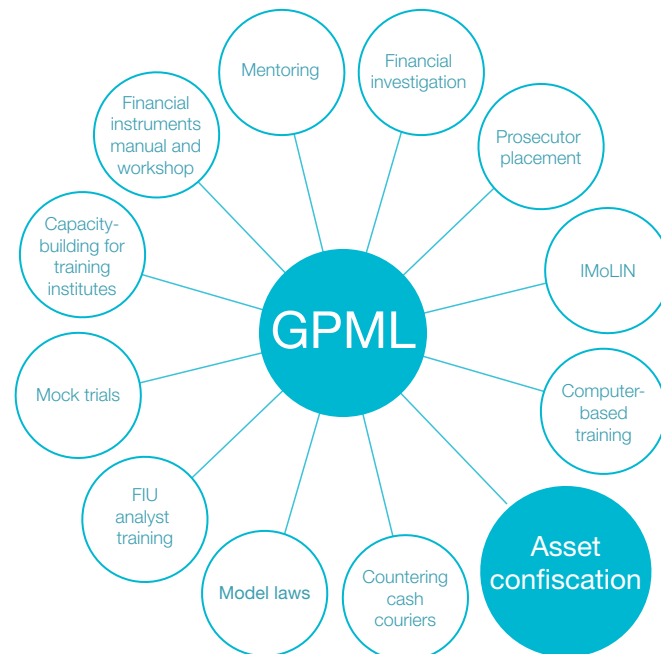 Mentoring
Financial
investigation
Financial
instruments
manual and
workshop
Prosecutor
placement
Capacity-
building for
training
institutes
IMoLIN
GPML
Mock trials
Computer-
based
training
FIU
analyst
training
Model laws
Countering
cash
couriers
Asset
confiscation